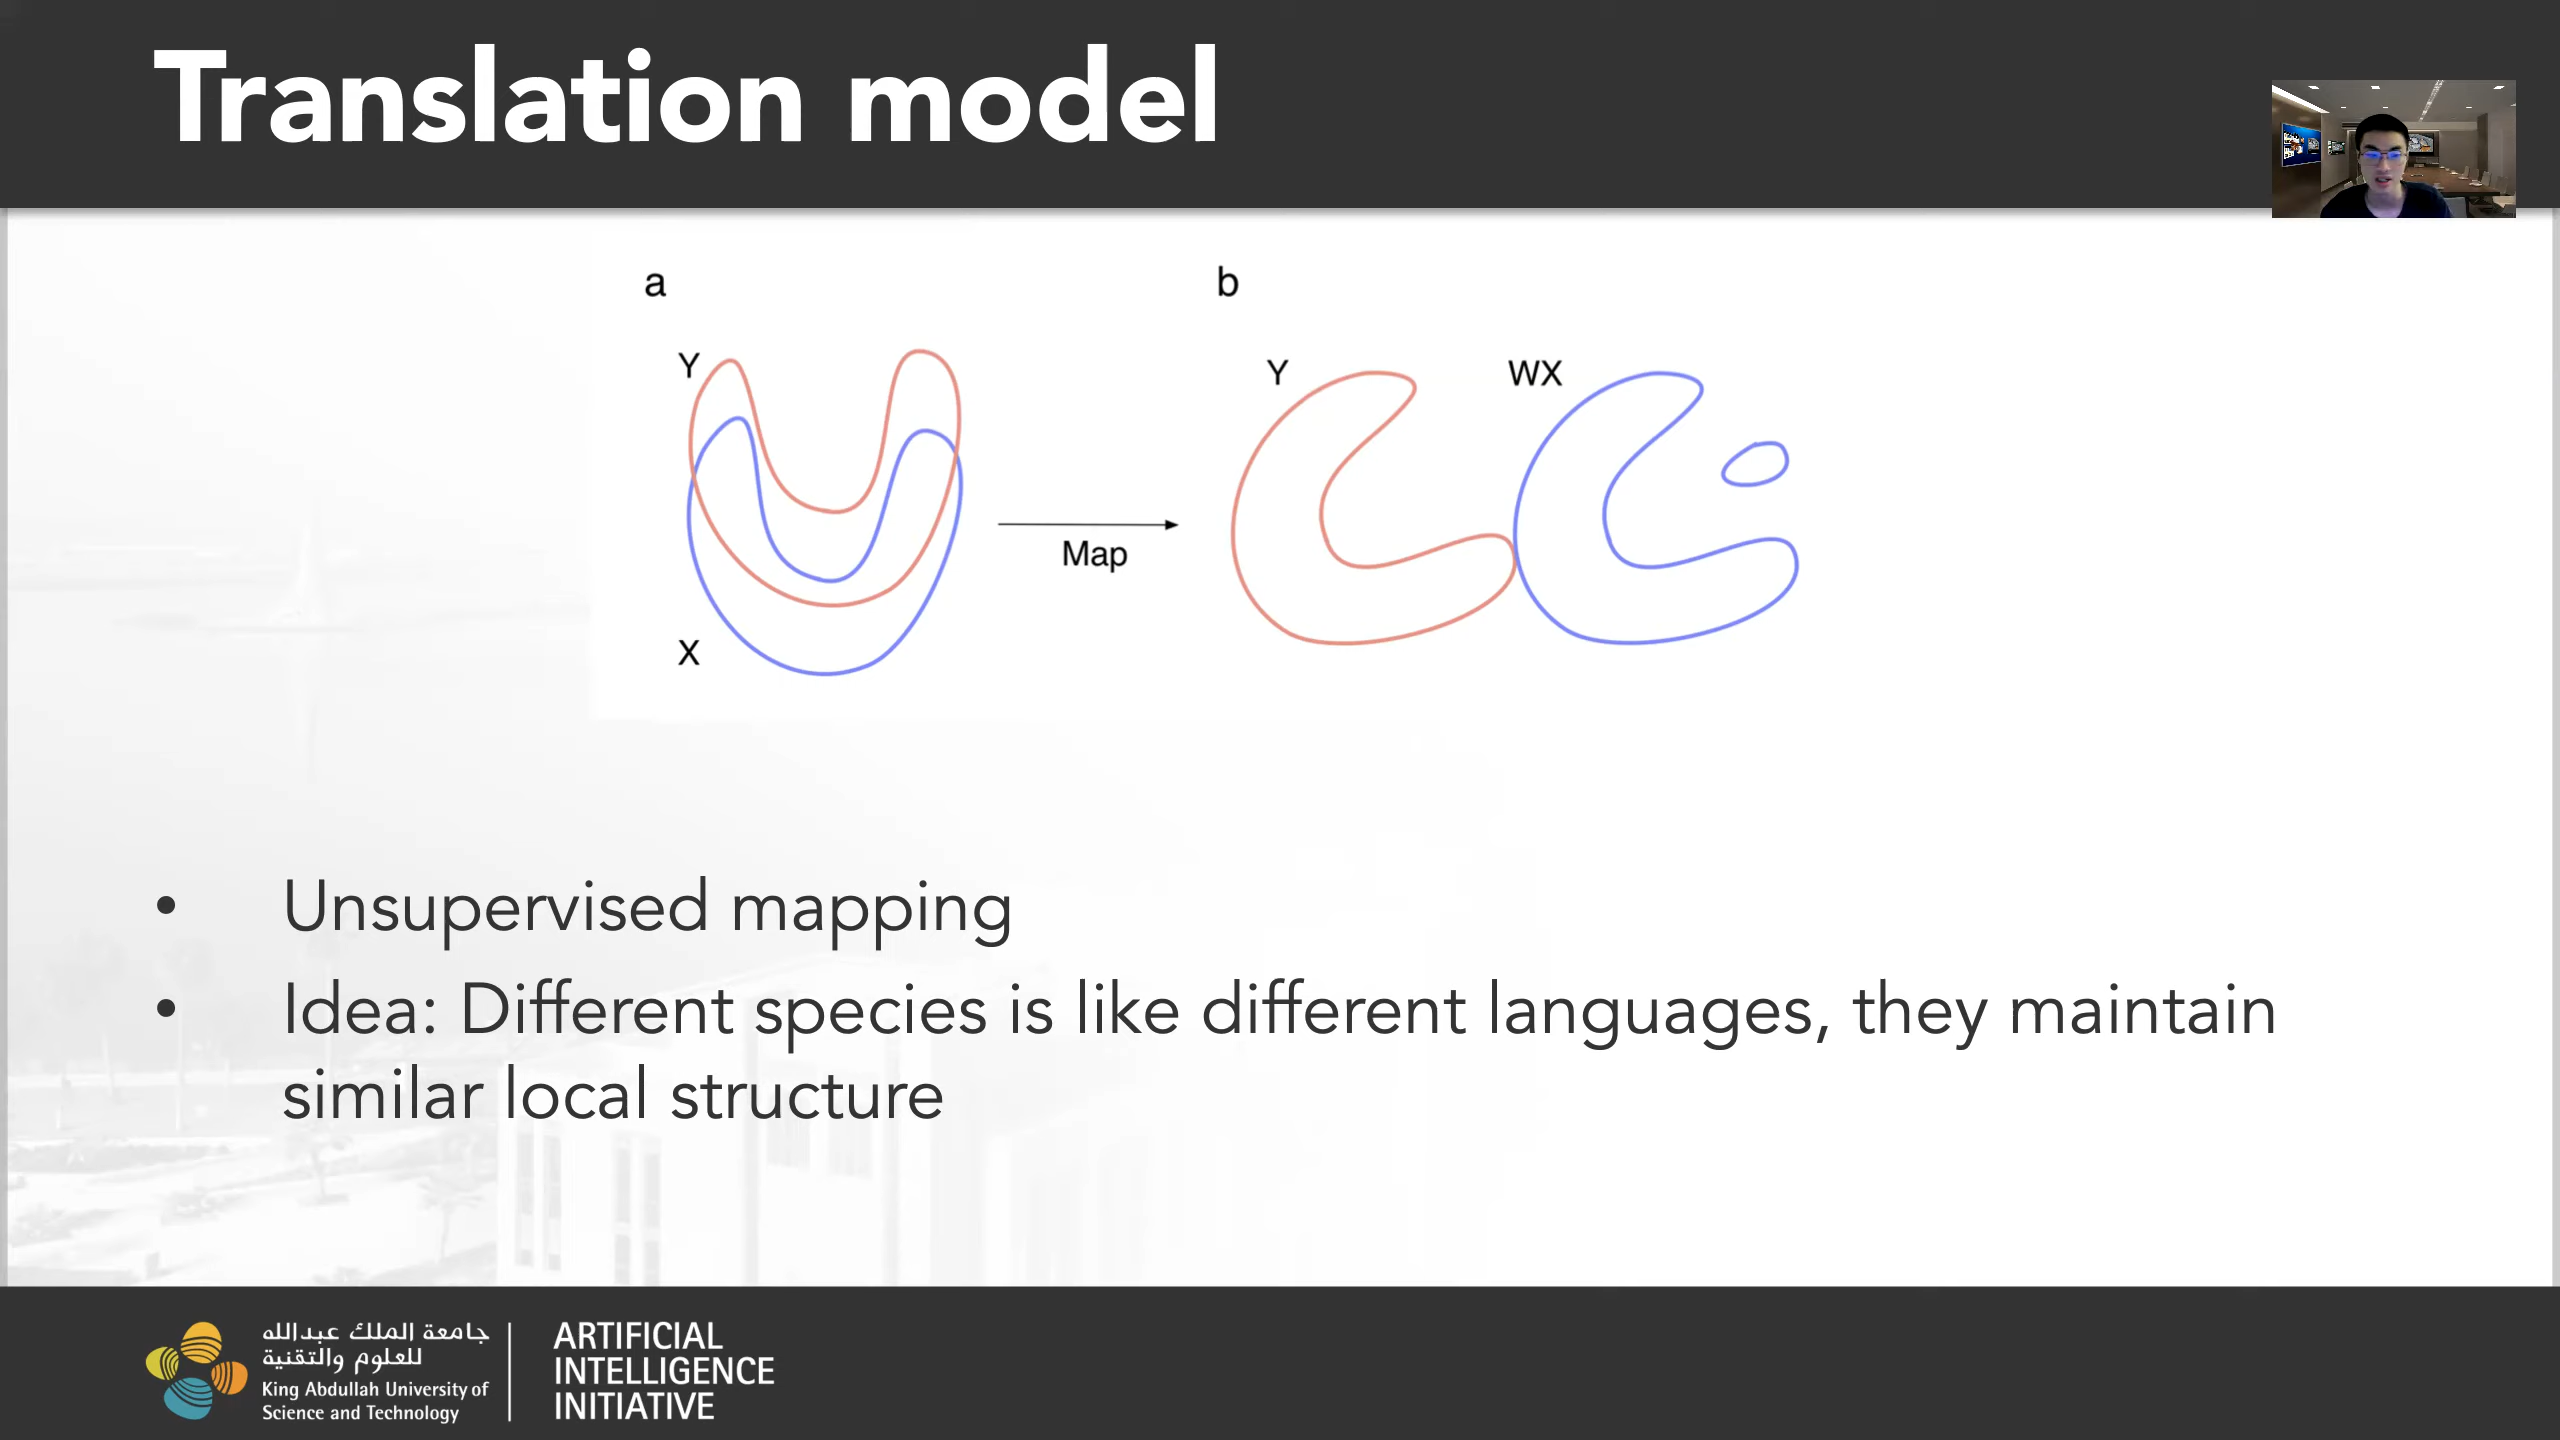 Translation model
a
b
Y
Y
WX
Map
X
• Unsupervised mapping
• Idea: Different species is like different languages, they maintain
similar local structure
جامعة الملك عبدالله
للعلوم والتقنية
King Abdullah University of
Science and Technology
ARTIFICIAL
INTELLIGENCE
INITIATIVE